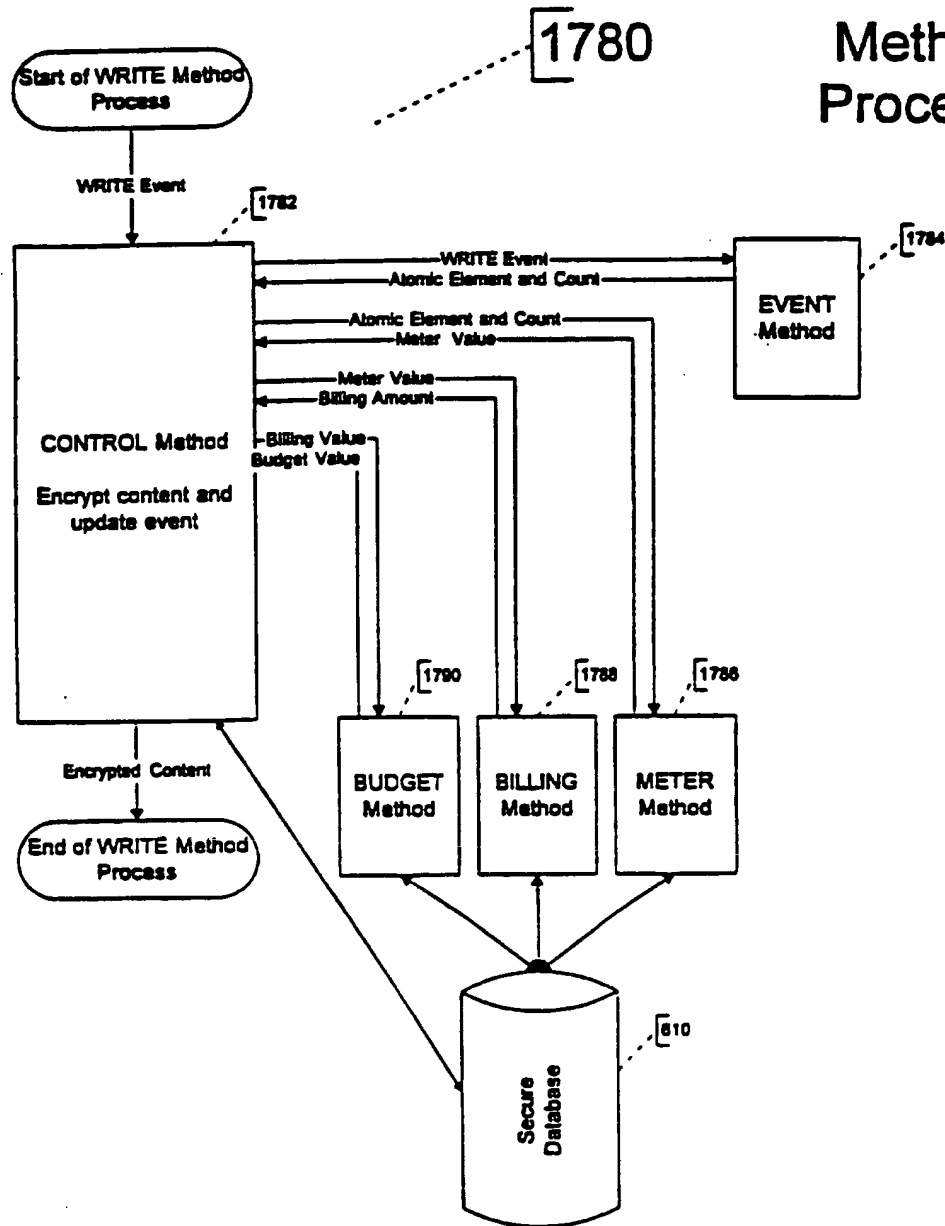 1780
Meth
Proce
Start of WRITE Method
Process
WRITE Event
1782
WRITE Event
Atomic Element and Count
1784
EVENT
Method
Atomic Element and Count
Meter Value
Meter Value
Billing Amount
CONTROL Method
Encrypt content and
update event
Billing Value
Budget Value
1790
1788
1786
BUDGET
Method
BILLING
Method
METER
Method
Encrypted Content
End of WRITE Method
Process
610
Secure
Database